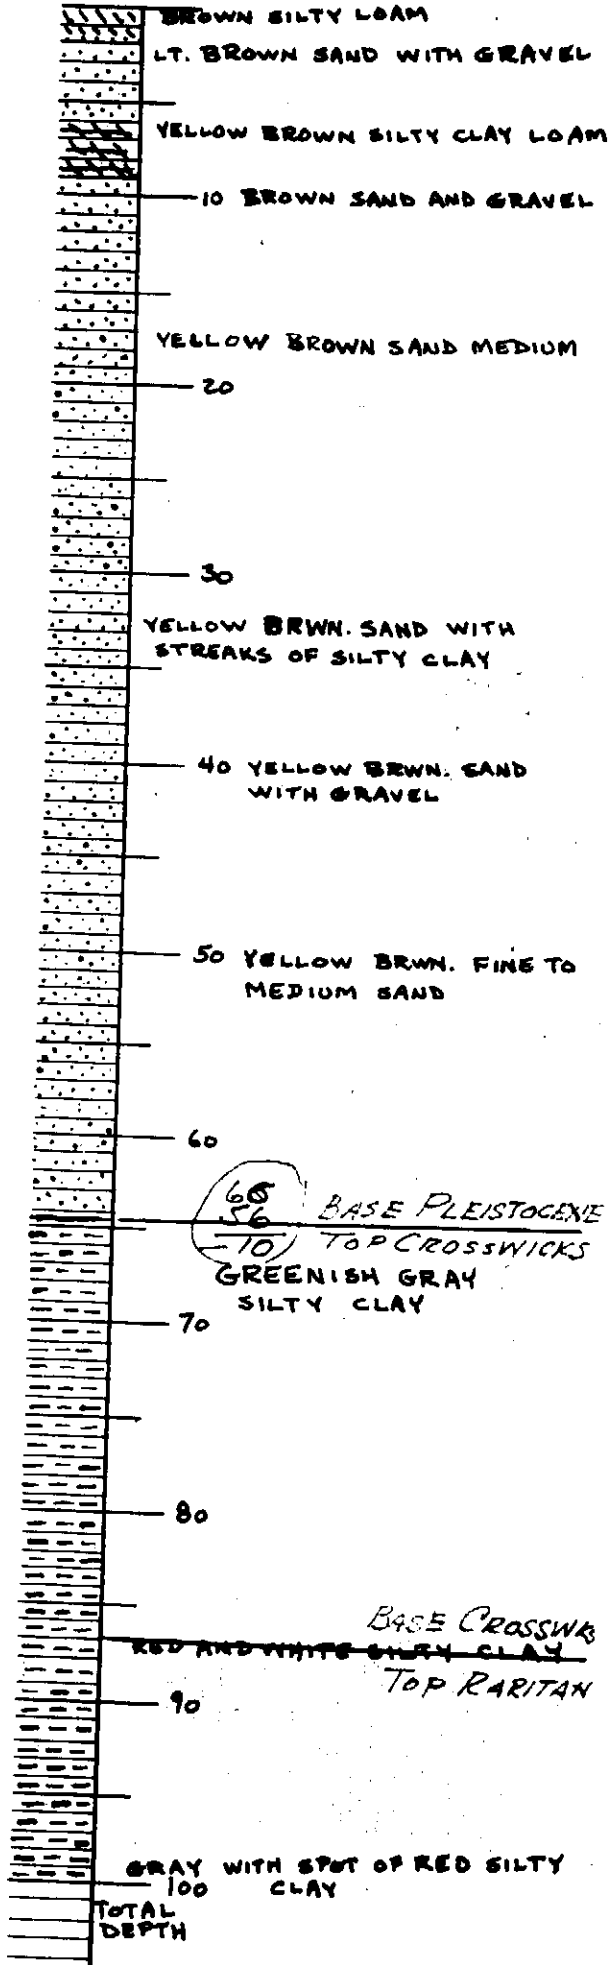 BROWN SILTY LOAM
LT. BROWN SAND WITH GRAVEL
YELLOW BROWN SILTY CLAY LOAM
10 BROWN SAND AND GRAVEL
YELLOW BROWN SAND MEDIUM
20
30
YELLOW BRWN. SAND WITH
STREAKS OF SILTY CLAY
40 YELLOW BRWN. SAND
WITH GRAVEL
50 YELLOW BRWN. FINE TO
MEDIUM SAND
60
66
56
-10
BASE PLEISTOCENE
TOP CROSSWICKS
GREENISH GRAY
SILTY CLAY
70
80
BASE CROSSWKS
RED AND WHITE SILTY CLAY
TOP RARITAN
90
GRAY WITH SPOT OF RED SILTY
100 CLAY
TOTAL
DEPTH